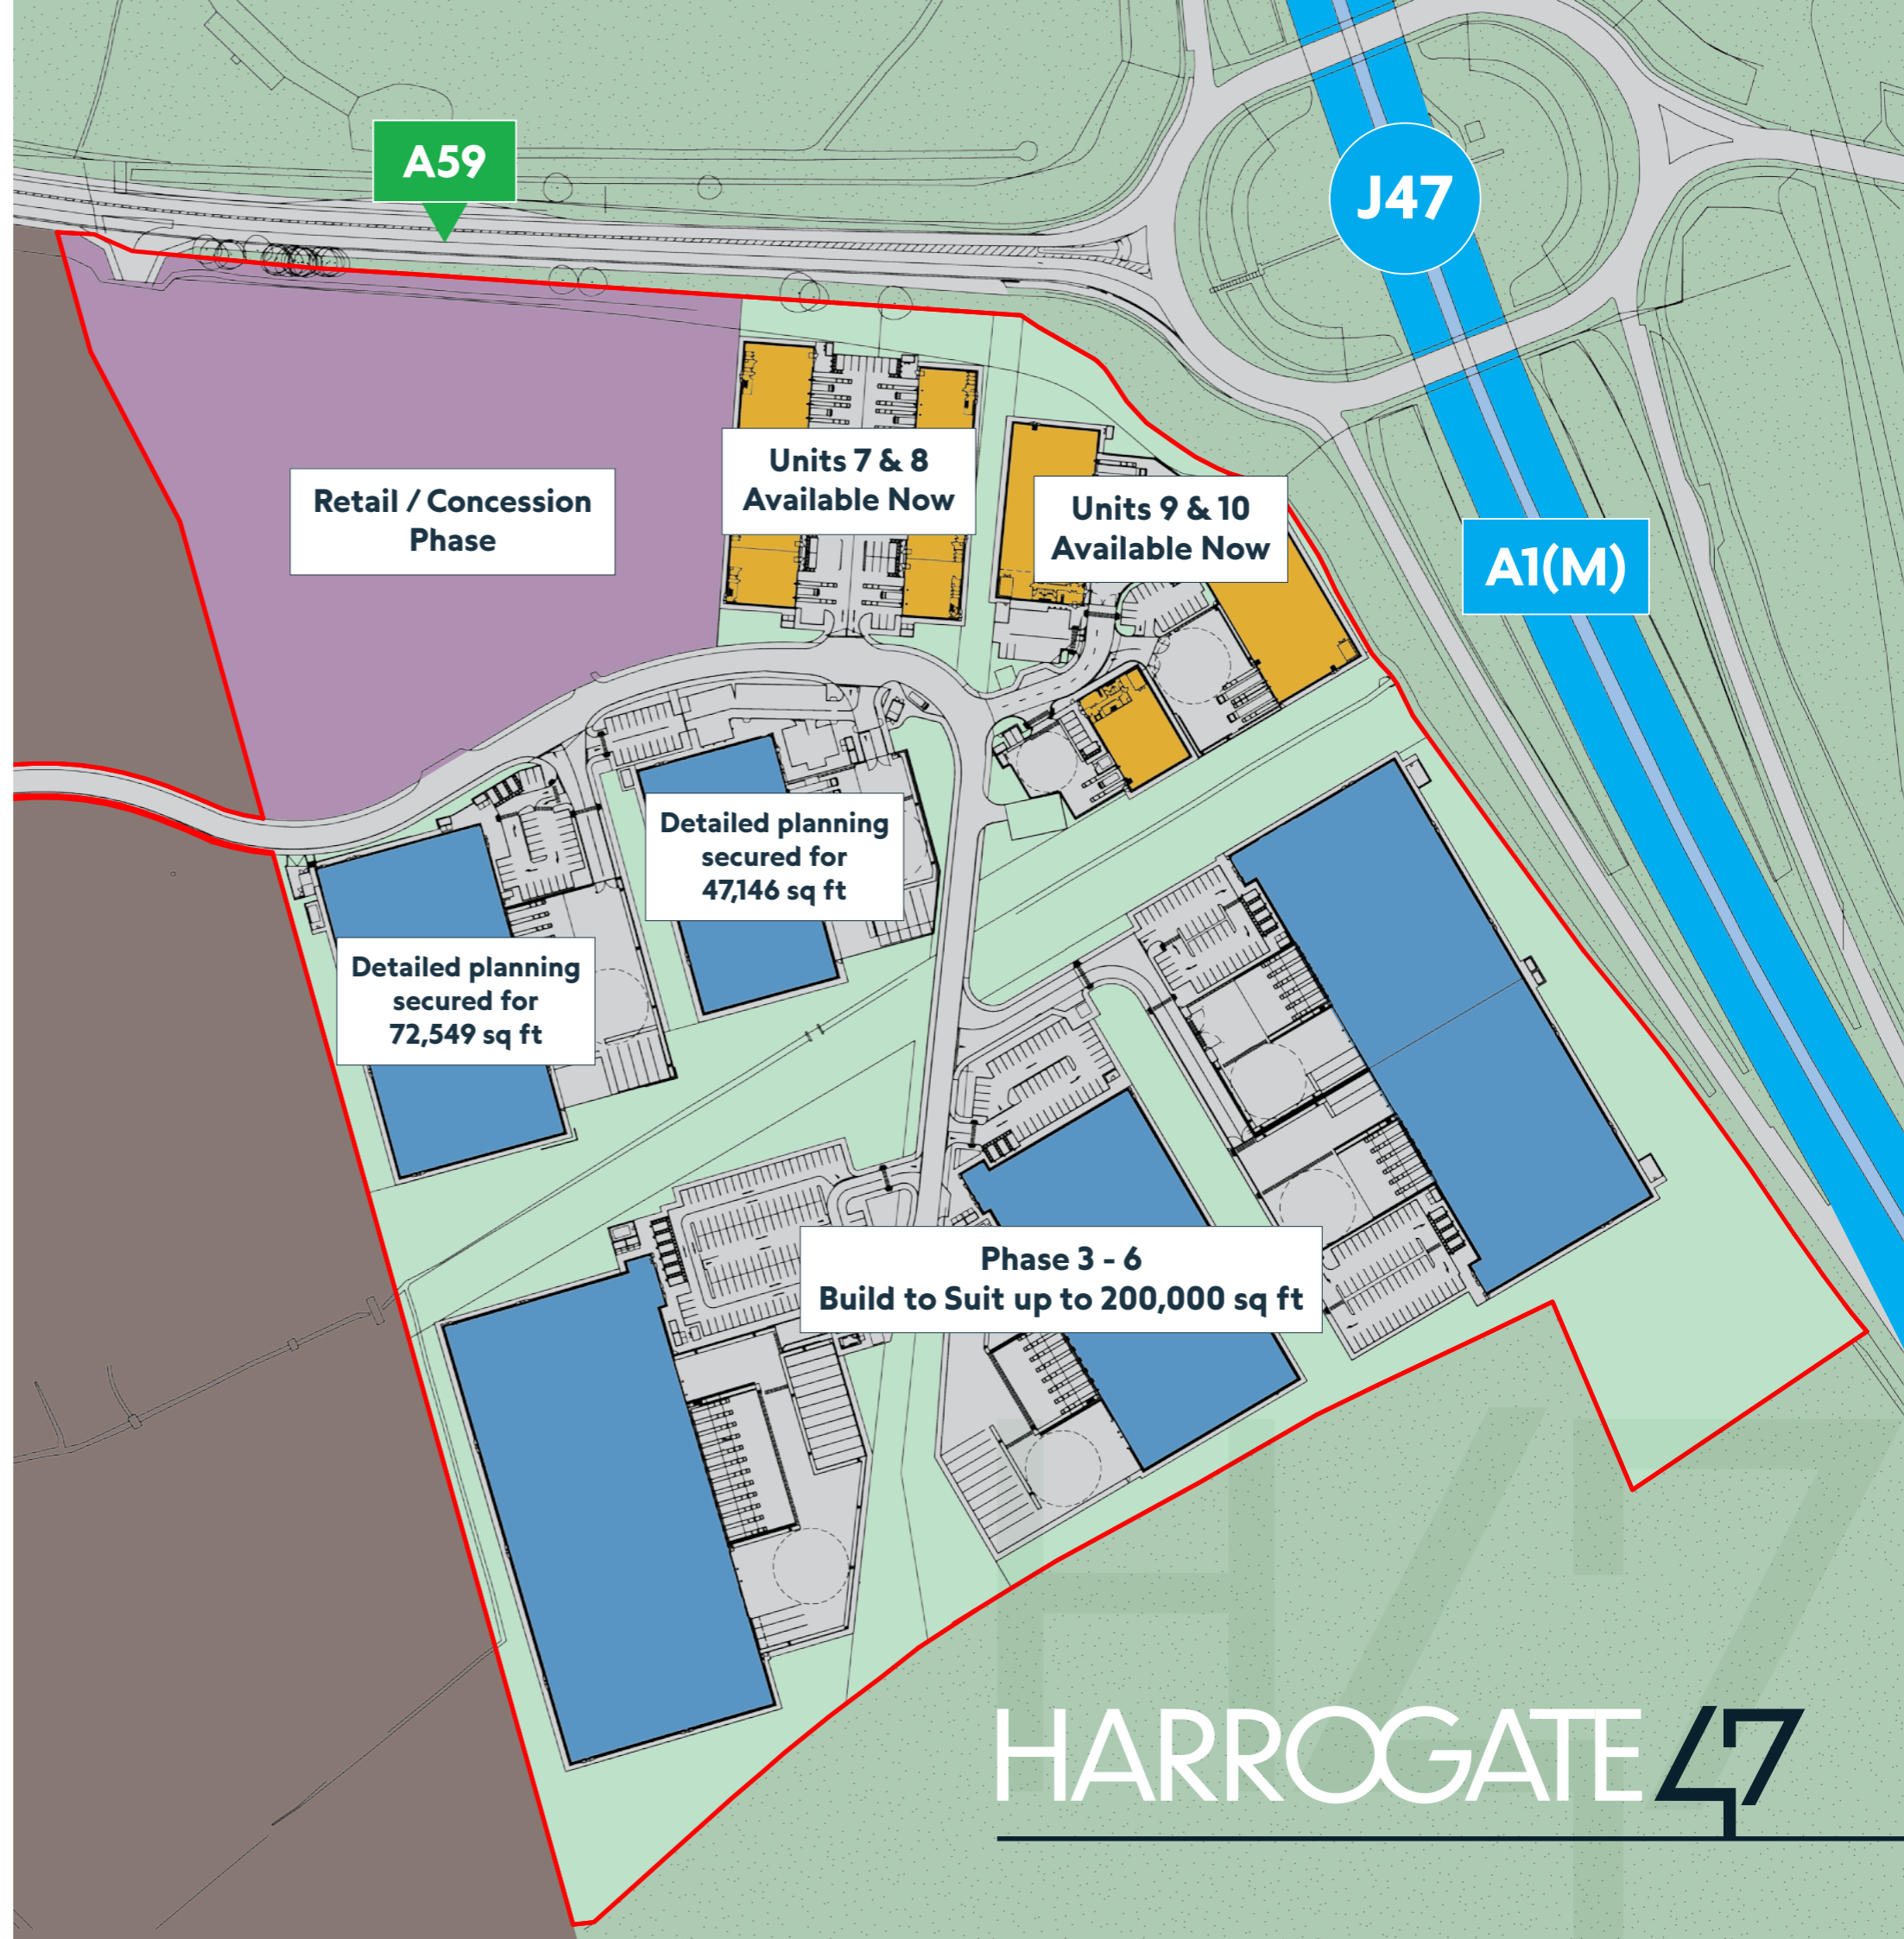 A59
J47
A1(M)
Retail / Concession
Phase
Units 7 & 8
Available Now
Units 9 & 10
Available Now
Detailed planning
secured for
47,146 sq ft
Detailed planning
secured for
72,549 sq ft
Phase 3 - 6
Build to Suit up to 200,000 sq ft
H47
HARROGATE 47